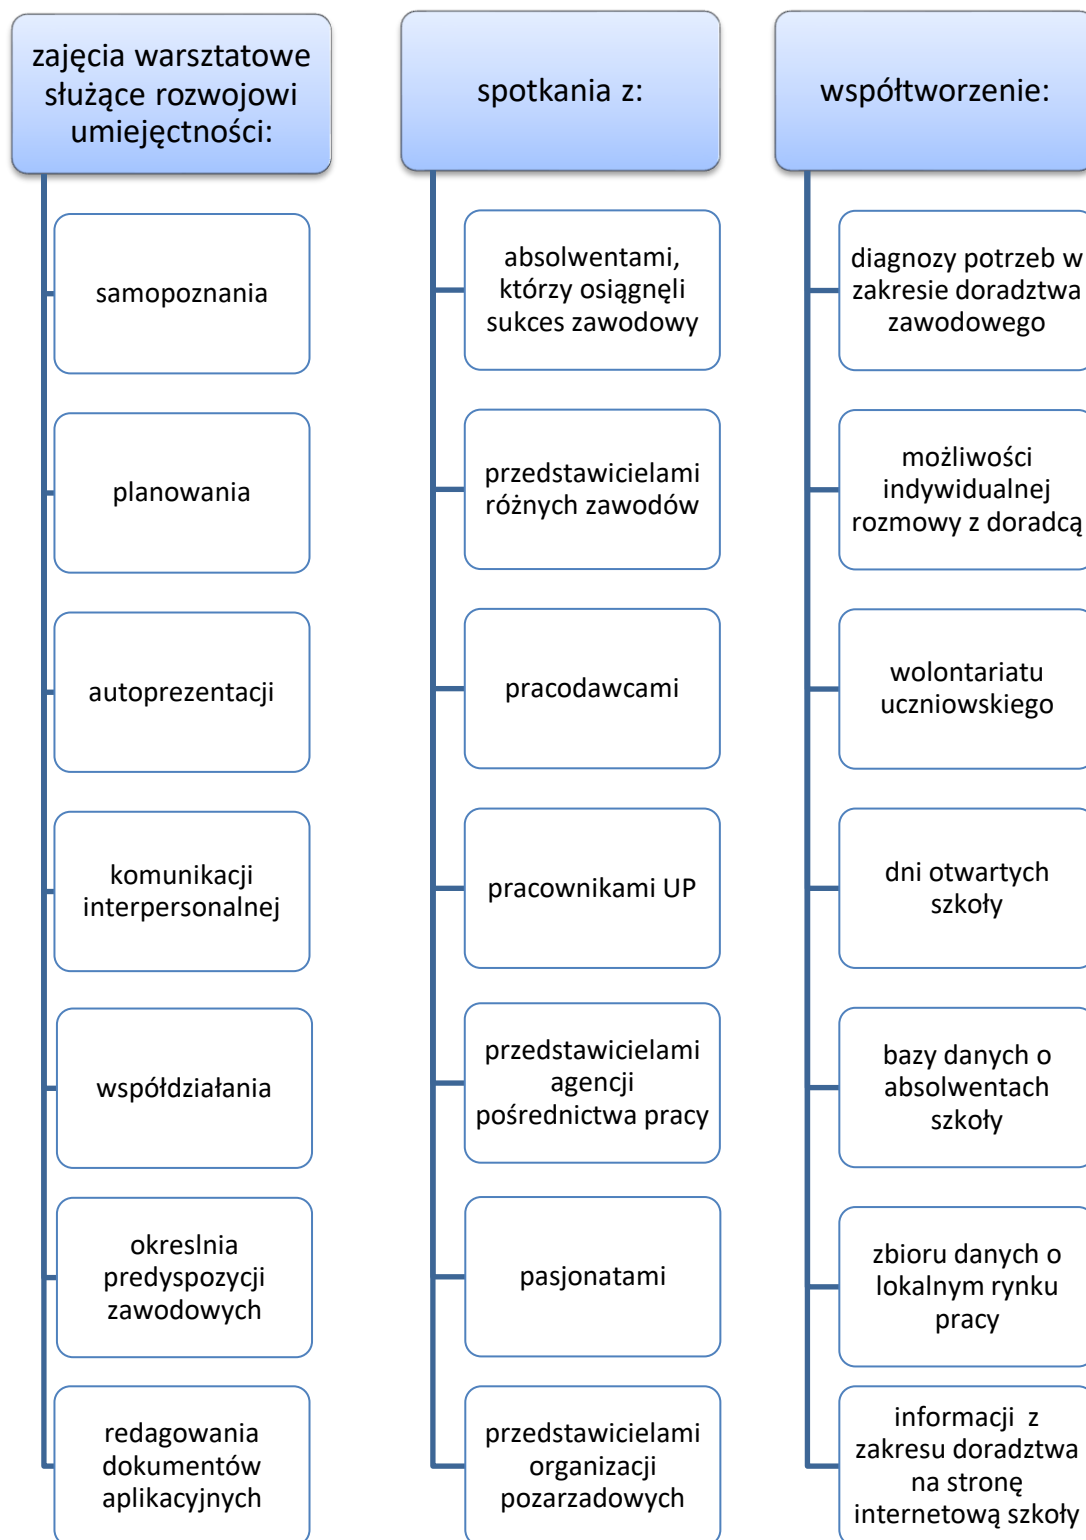 zajęcia warsztatowe
służące rozwojowi
umiejęctności:
samopoznania
planowania
autoprezentacji
komunikacji
interpersonalnej
współdziałania
okreslnia
predyspozycji
zawodowych
redagowania
dokumentów
aplikacyjnych
spotkania z:
absolwentami,
którzy osiągnęli
sukces zawodowy
przedstawicielami
różnych zawodów
pracodawcami
pracownikami UP
przedstawicielami
agencji
pośrednictwa pracy
pasjonatami
przedstawicielami
organizacji
pozarzadowych
współtworzenie:
diagnozy potrzeb w
zakresie doradztwa
zawodowego
możliwości
indywidualnej
rozmowy z doradcą
wolontariatu
uczniowskiego
dni otwartych
szkoły
bazy danych o
absolwentach
szkoły
zbioru danych o
lokalnym rynku
pracy
informacji z
zakresu doradztwa
na stronę
internetową szkoły